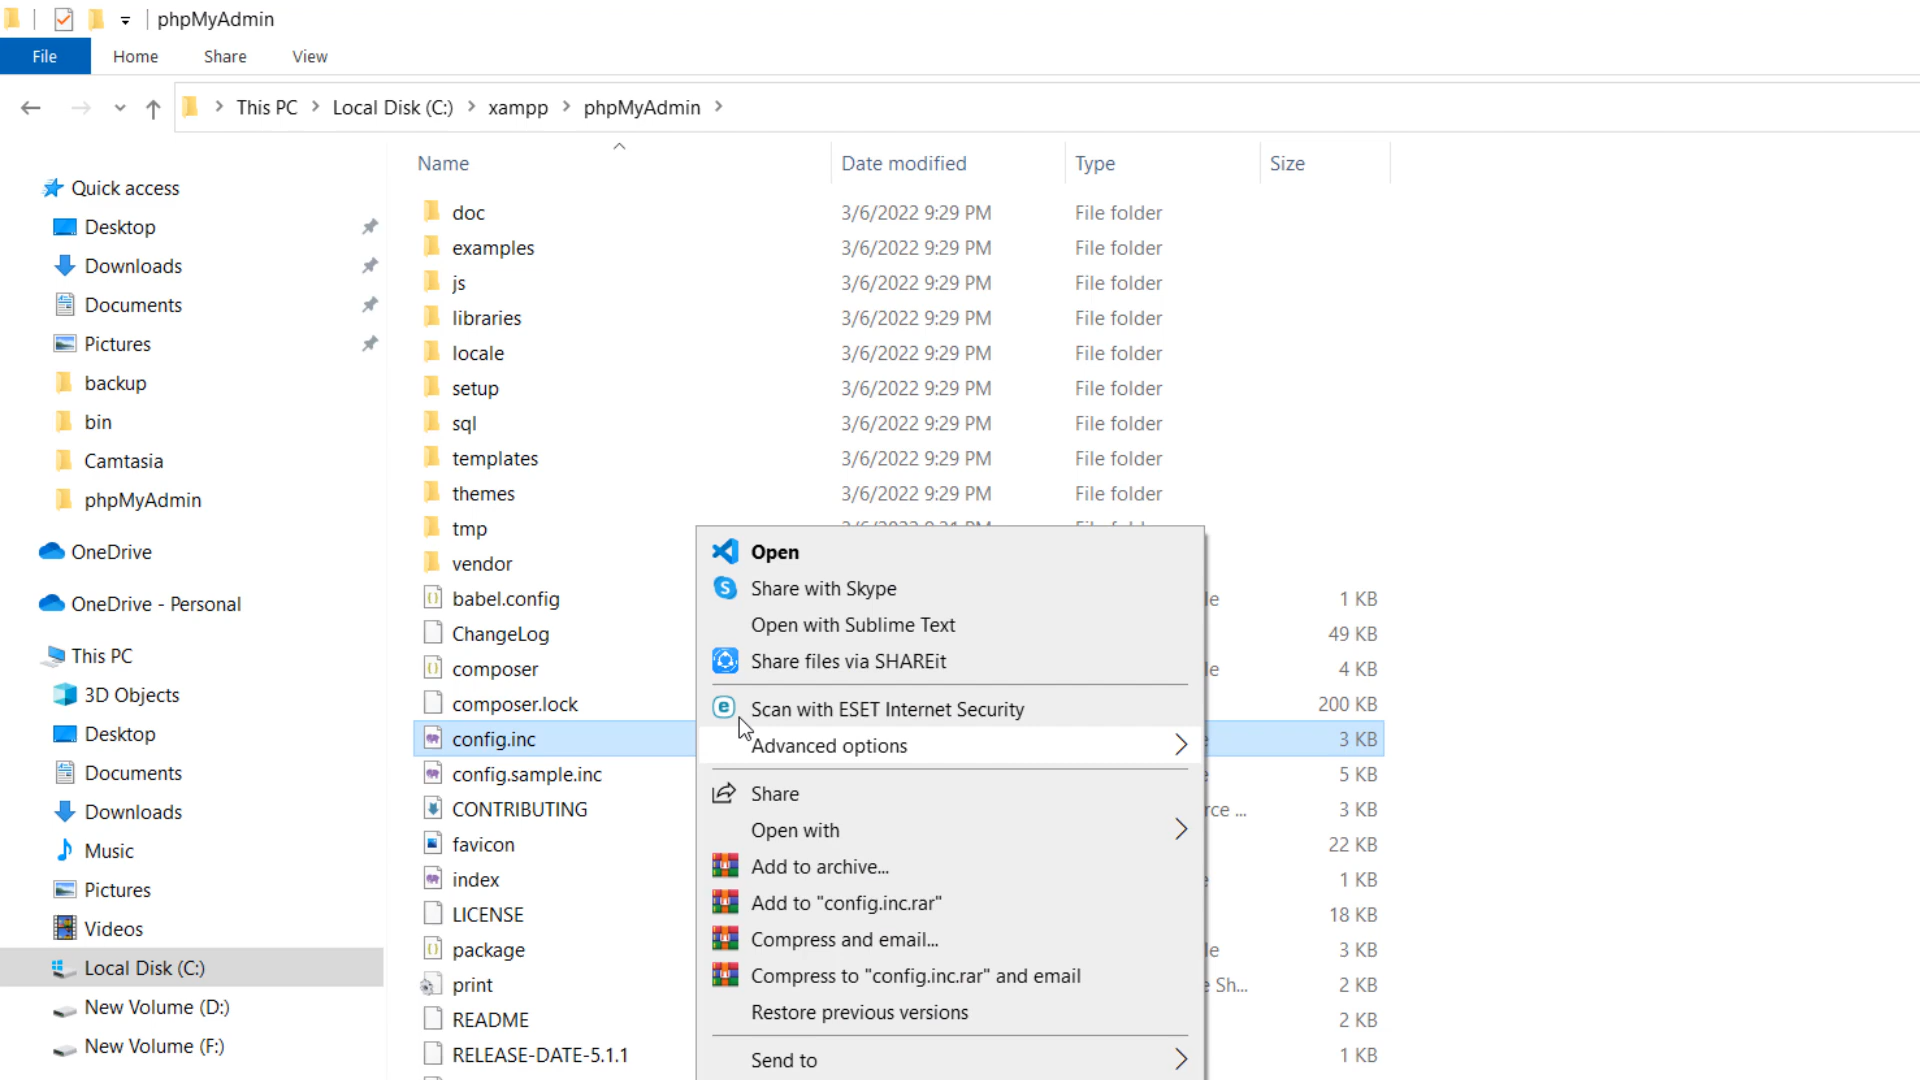 phpMyAdmin
File Home Share View
This PC Local Disk (C:) xampp phpMyAdmin
Name Date modified Type Size
Quick access
Desktop
Downloads
Documents
Pictures
backup
bin
Camtasia
phpMyAdmin
OneDrive
OneDrive - Personal
This PC
3D Objects
Desktop
Documents
Downloads
Music
Pictures
Videos
Local Disk (C:)
New Volume (D:)
New Volume (F:)
doc 3/6/2022 9:29 PM File folder
examples 3/6/2022 9:29 PM File folder
js 3/6/2022 9:29 PM File folder
libraries 3/6/2022 9:29 PM File folder
locale 3/6/2022 9:29 PM File folder
setup 3/6/2022 9:29 PM File folder
sql 3/6/2022 9:29 PM File folder
templates 3/6/2022 9:29 PM File folder
themes 3/6/2022 9:29 PM File folder
tmp
vendor
babel.config 1 KB
ChangeLog 49 KB
composer 4 KB
composer.lock 200 KB
config.inc 3 KB
config.sample.inc 5 KB
CONTRIBUTING rce ... 3 KB
favicon 22 KB
index 1 KB
LICENSE 18 KB
package 3 KB
print Sh... 2 KB
README 2 KB
RELEASE-DATE-5.1.1 1 KB
Open
Share with Skype
Open with Sublime Text
Share files via SHAREit
Scan with ESET Internet Security
Advanced options
Share
Open with
Add to archive...
Add to "config.inc.rar"
Compress and email...
Compress to "config.inc.rar" and email
Restore previous versions
Send to